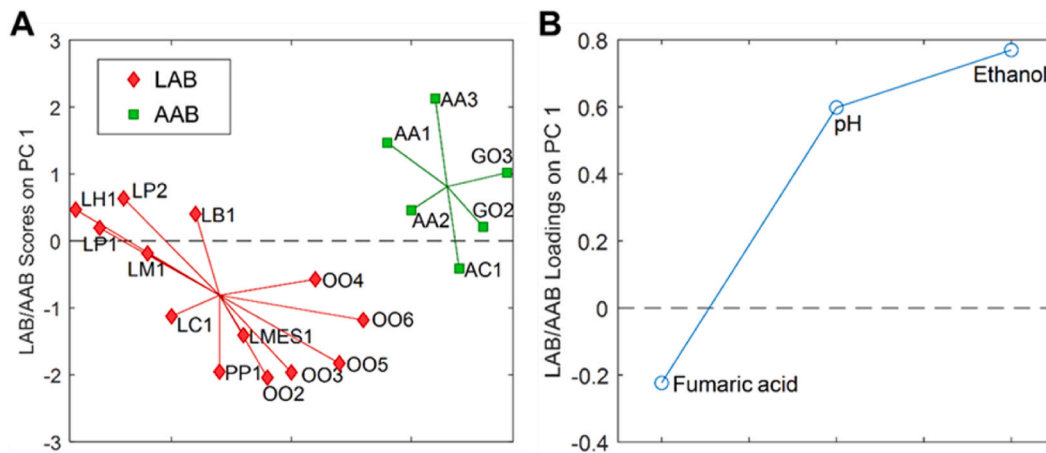 A
LAB/AAB Scores on PC 1
3
2
1
0
-1
-2
-3
LAB
AAB
AA3
AA1
GO3
LH1
LP2
LB1
AA2
GO2
LP1
LM1
AC1
OO4
LC1
LMES1
OO6
PP1
OO3
OO5
OO2
B
LAB/AAB Loadings on PC 1
0.8
0.6
0.4
0.2
0
-0.2
-0.4
Ethanol
pH
Fumaric acid